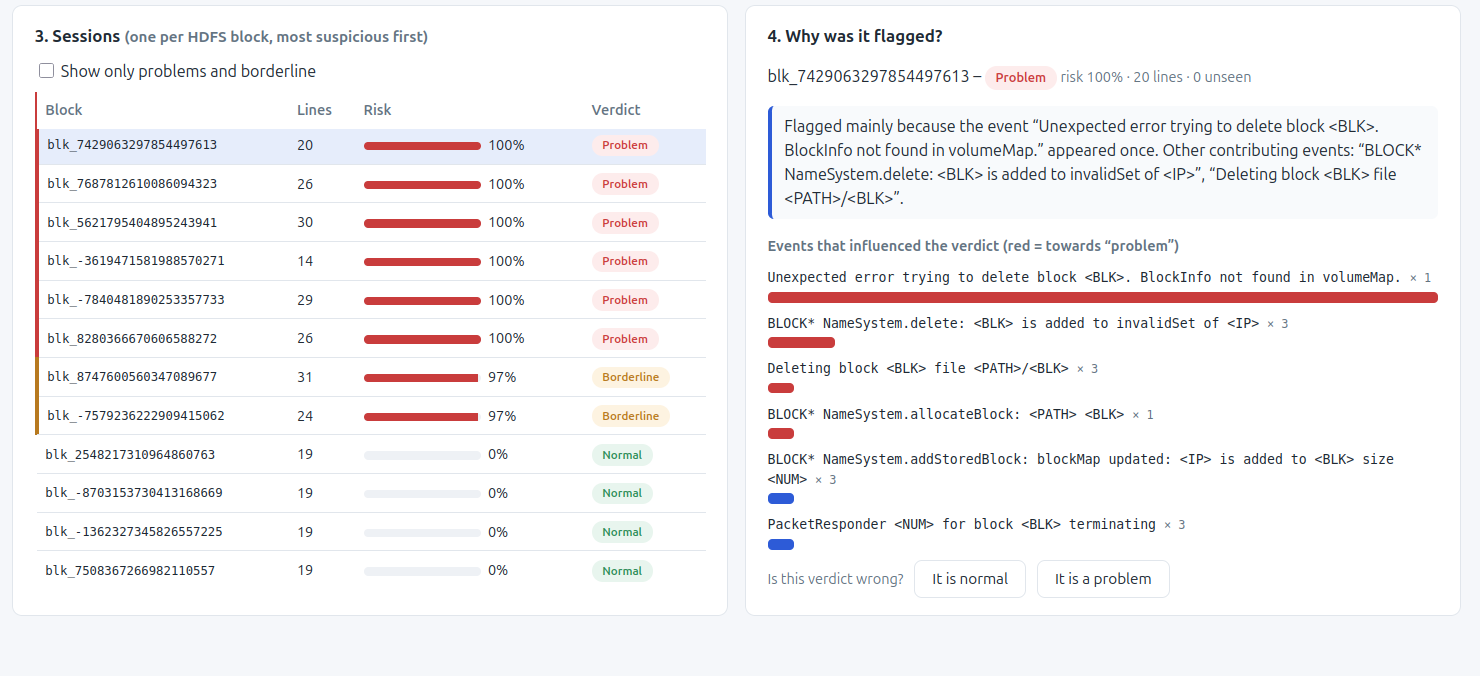 3. Sessions (one per HDFS block, most suspicious first)
Show only problems and borderline
Block Lines Risk Verdict
blk_7429063297854497613 20 100% Problem
blk_7687812610086094323 26 100% Problem
blk_5621795404895243941 30 100% Problem
blk_-3619471581988570271 14 100% Problem
blk_-7840481890253357733 29 100% Problem
blk_8280366670606588272 26 100% Problem
blk_8747600560347089677 31 97% Borderline
blk_-7579236222909415062 24 97% Borderline
blk_2548217310964860763 19 0% Normal
blk_-8703153730413168669 19 0% Normal
blk_-1362327345826557225 19 0% Normal
blk_7508367266982110557 19 0% Normal
4. Why was it flagged?
blk_7429063297854497613 – Problem risk 100% · 20 lines · 0 unseen
Flagged mainly because the event “Unexpected error trying to delete block <BLK>.
BlockInfo not found in volumeMap.” appeared once. Other contributing events: “BLOCK*
NameSystem.delete: <BLK> is added to invalidSet of <IP>”, “Deleting block <BLK> file
<PATH>/<BLK>”.
Events that influenced the verdict (red = towards “problem”)
Unexpected error trying to delete block <BLK>. BlockInfo not found in volumeMap. × 1
BLOCK* NameSystem.delete: <BLK> is added to invalidSet of <IP> × 3
Deleting block <BLK> file <PATH>/<BLK> × 3
BLOCK* NameSystem.allocateBlock: <PATH> <BLK> × 1
BLOCK* NameSystem.addStoredBlock: blockMap updated: <IP> is added to <BLK> size
<NUM> × 3
PacketResponder <NUM> for block <BLK> terminating × 3
Is this verdict wrong? It is normal It is a problem